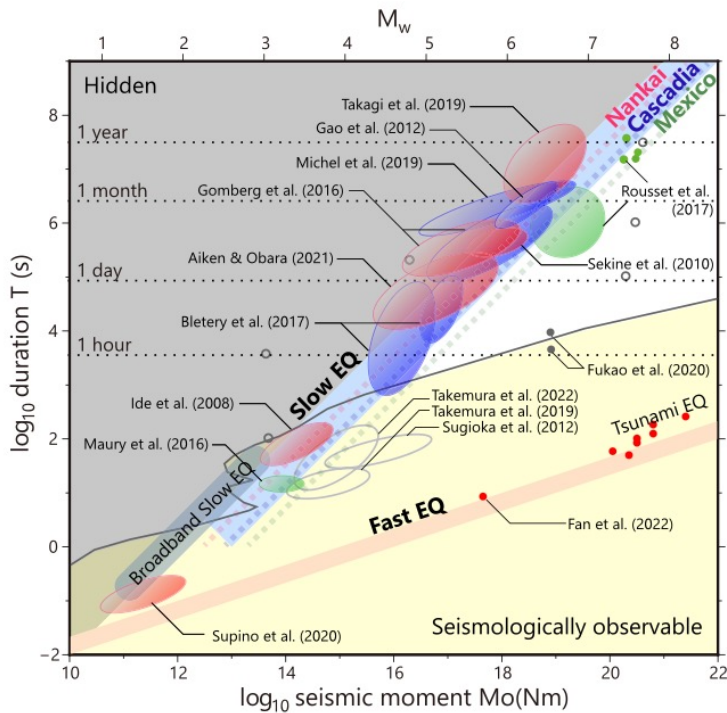 Mw
1 2 3 4 5 6 7 8
Hidden
Nankai
Cascadia
Mexico
Takagi et al. (2019)
Gao et al. (2012)
1 year
Michel et al. (2019)
1 month
Gomberg et al. (2016)
Rousset et al.
(2017)
Aiken & Obara (2021)
Sekine et al. (2010)
1 day
Bletery et al. (2017)
1 hour
Slow EQ
Fukao et al. (2020)
Ide et al. (2008)
Takemura et al. (2022)
Takemura et al. (2019)
Sugioka et al. (2012)
Tsunami EQ
Maury et al. (2016)
Broadband Slow EQ
Fast EQ
Fan et al. (2022)
Supino et al. (2020)
Seismologically observable
8
6
4
2
0
−2
log10 duration T (s)
10 12 14 16 18 20 22
log10 seismic moment Mo(Nm)